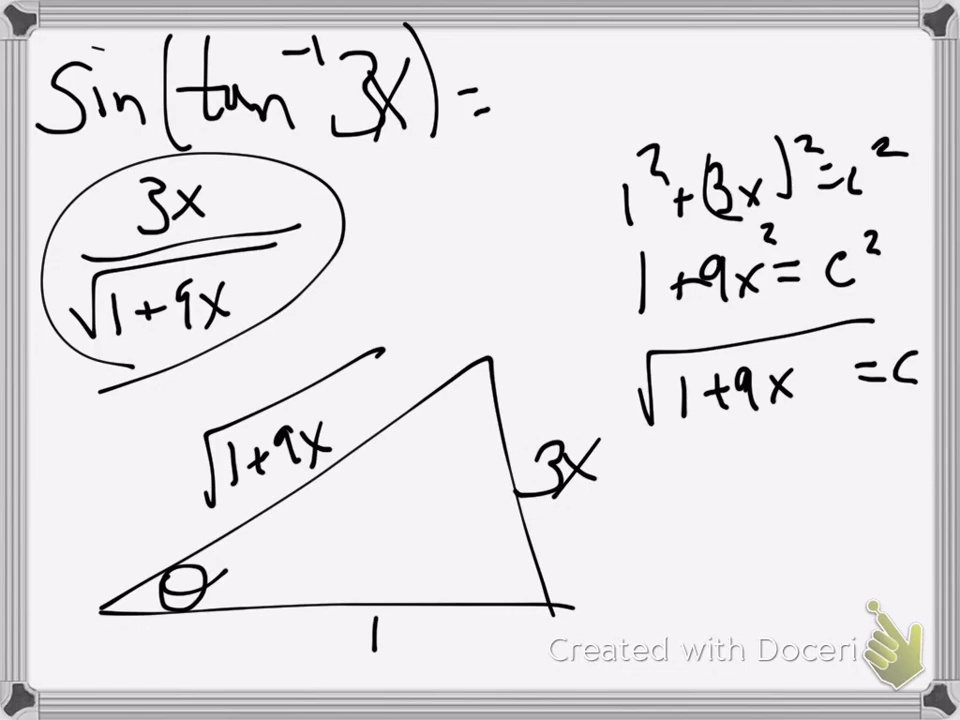 sin(tan⁻¹ 3x) =
3x
√1+9x
1² + (3x)² = c²
1 + 9x² = c²
√1+9x = c
√1+9x
3x
θ
1
Created with Doceri